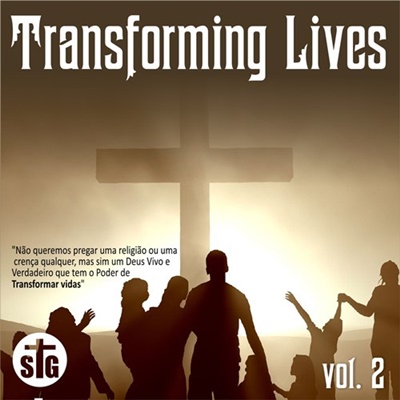 Transforming Lives
"Não queremos pregar uma religião ou uma
crença qualquer, mas sim um Deus Vivo e
Verdadeiro que tem o Poder de
Transformar vidas"
STG
vol. 2